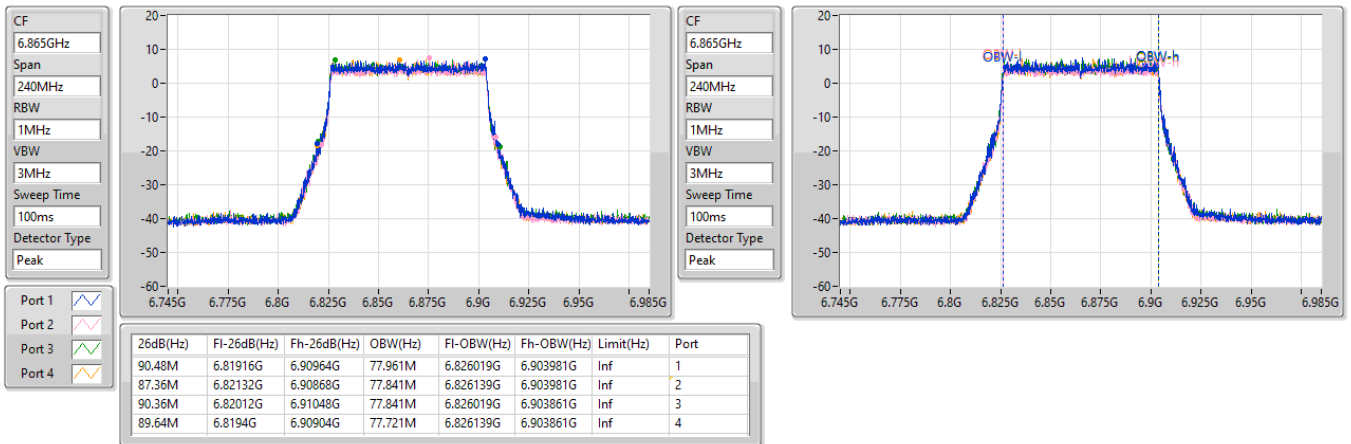 CF
6.865GHz
Span
240MHz
RBW
1MHz
VBW
3MHz
Sweep Time
100ms
Detector Type
Peak
20
10
0
-10
-20
-30
-40
-50
-60
6.745G 6.775G 6.8G 6.825G 6.85G 6.875G 6.9G 6.925G 6.95G 6.985G
CF
6.865GHz
Span
240MHz
RBW
1MHz
VBW
3MHz
Sweep Time
100ms
Detector Type
Peak
20
10
0
-10
-20
-30
-40
-50
-60
OBW-l OBW-h
6.745G 6.775G 6.8G 6.825G 6.85G 6.875G 6.9G 6.925G 6.95G 6.985G
Port 1
Port 2
Port 3
Port 4
26dB(Hz) Fl-26dB(Hz) Fh-26dB(Hz) OBW(Hz) Fl-OBW(Hz) Fh-OBW(Hz) Limit(Hz) Port
90.48M 6.81916G 6.90964G 77.961M 6.826019G 6.903981G Inf 1
87.36M 6.82132G 6.90868G 77.841M 6.826139G 6.903981G Inf 2
90.36M 6.82012G 6.91048G 77.841M 6.826019G 6.903861G Inf 3
89.64M 6.8194G 6.90904G 77.721M 6.826139G 6.903861G Inf 4